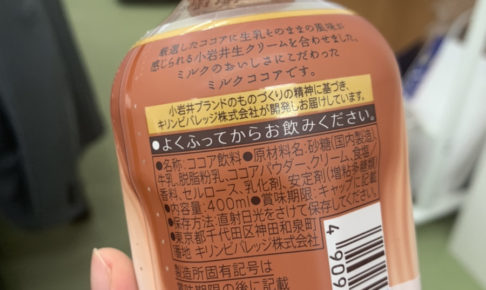 厳選したココアに生乳そのままの風味が
感じられる小岩井生クリームを合わせました。
ミルクのおいしさにこだわった
ミルクココアです。
小岩井ブランドのものづくりの精神に基づき、
キリンビバレッジ株式会社が開発しお届けしています。
●よくふってからお飲みください。
●名称:ココア飲料●原材料名:砂糖(国内製造)、
牛乳、脱脂粉乳、ココアパウダー、クリーム、食塩/
香料、セルロース、乳化剤、安定剤(増粘多糖類)
●内容量:400ml●賞味期限:キャップに記載
●保存方法:直射日光をさけて保存してください。
●東京都千代田区神田和泉町
番地 キリンビバレッジ株式会社
製造所固有記号は
賞味期限の後に記載
4 909